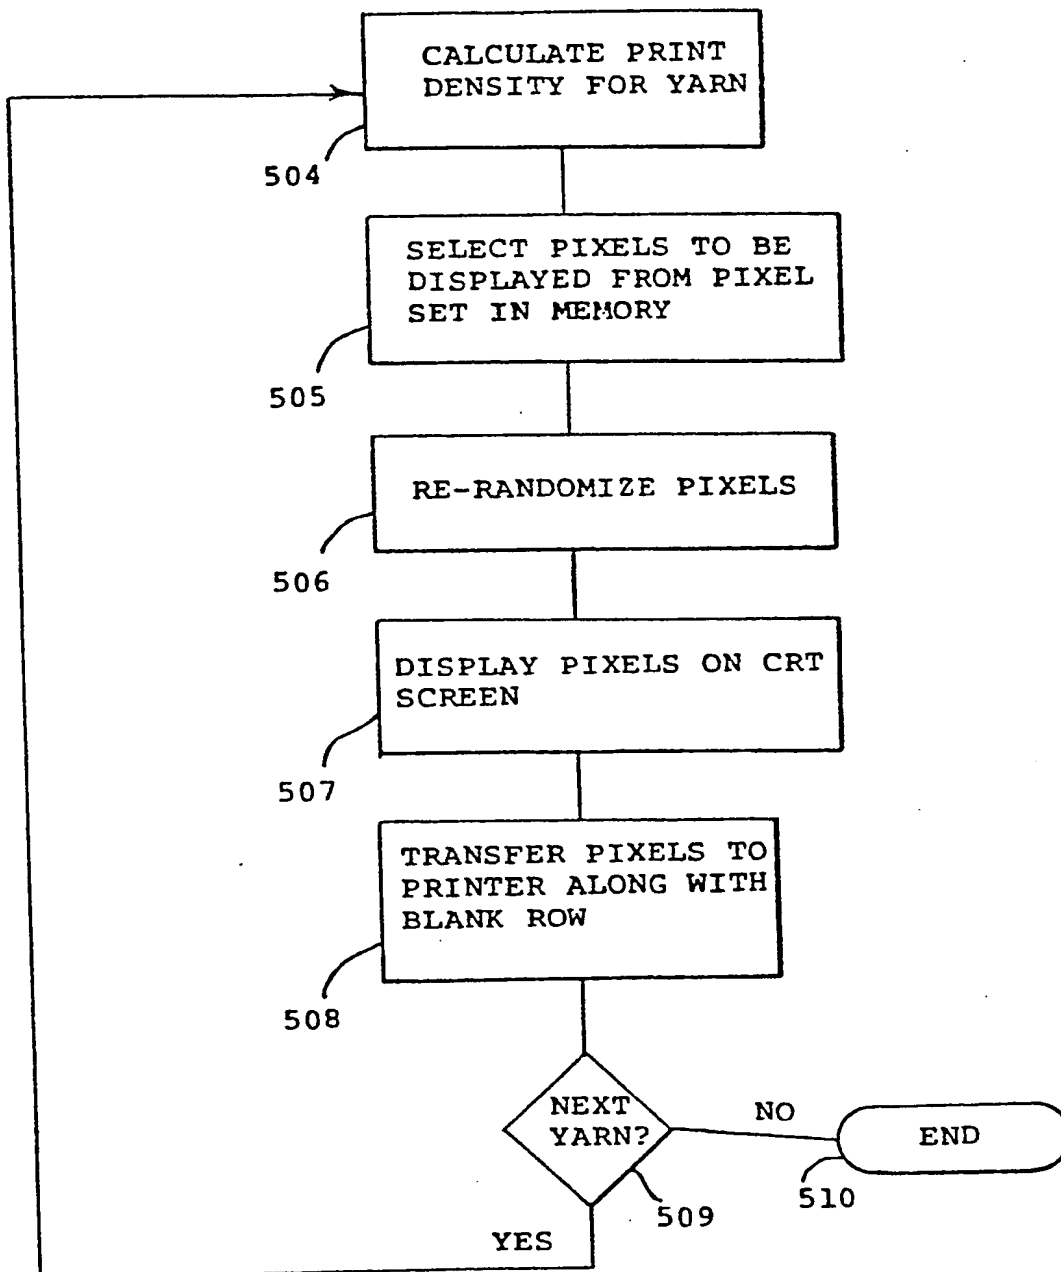 CALCULATE PRINT
DENSITY FOR YARN
504
SELECT PIXELS TO BE
DISPLAYED FROM PIXEL
SET IN MEMORY
505
RE-RANDOMIZE PIXELS
506
DISPLAY PIXELS ON CRT
SCREEN
507
TRANSFER PIXELS TO
PRINTER ALONG WITH
BLANK ROW
508
NEXT
YARN?
NO
END
509
510
YES